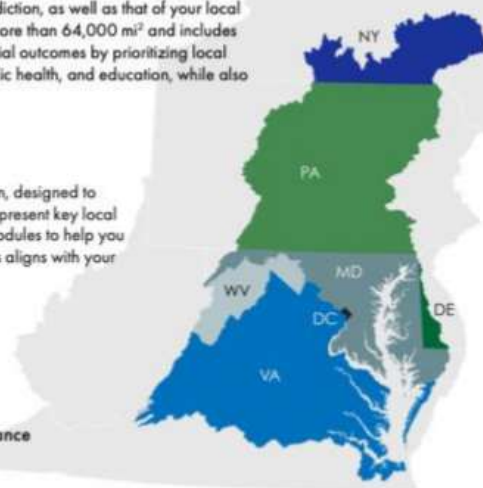 diction, as well as that of your local
ore than 64,000 mi² and includes
ial outcomes by prioritizing local
ic health, and education, while also
n, designed to
present key local
odules to help you
s aligns with your
ance
NY
PA
MD
WV
DE
DC
VA